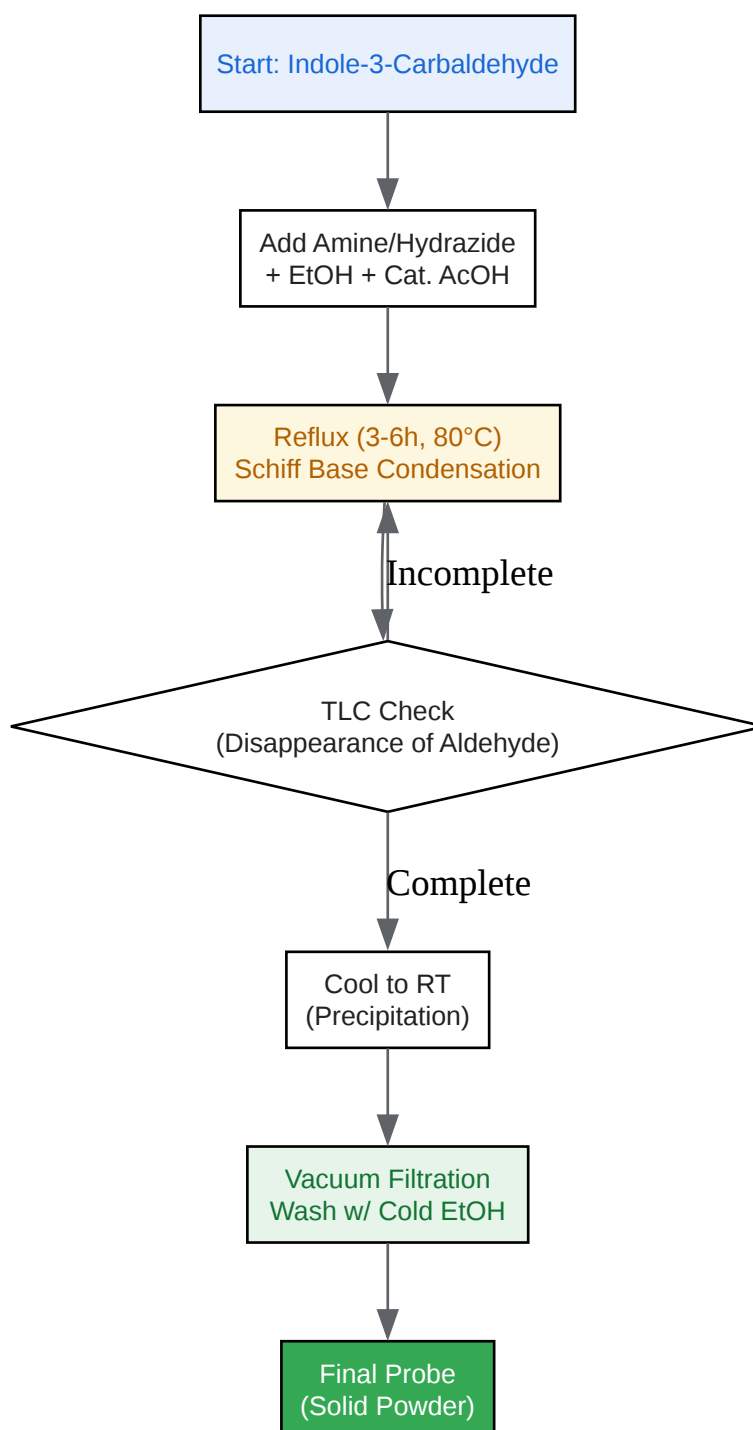 Start: Indole-3-Carbaldehyde
Add Amine/Hydrazide
+ EtOH + Cat. AcOH
Reflux (3-6h, 80°C)
Schiff Base Condensation
Incomplete
TLC Check
(Disappearance of Aldehyde)
Complete
Cool to RT
(Precipitation)
Vacuum Filtration
Wash w/ Cold EtOH
Final Probe
(Solid Powder)